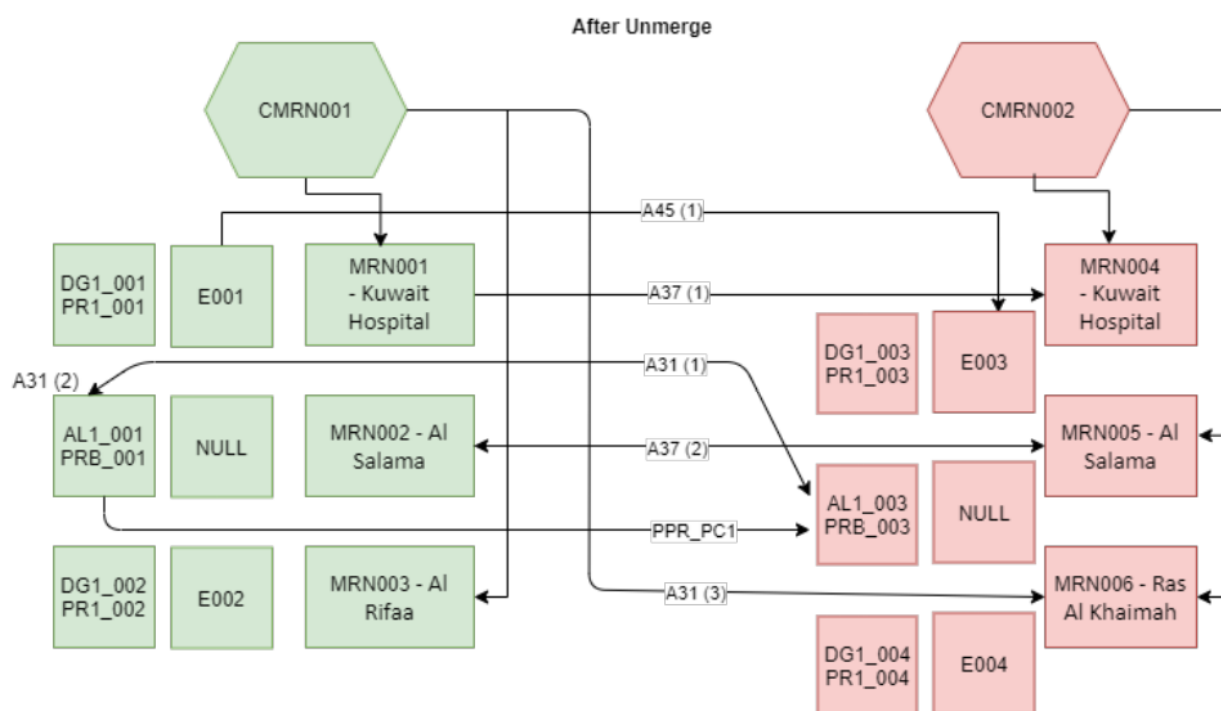 After Unmerge
CMRN001
CMRN002
A45 (1)
DG1_001
PR1_001
E001
MRN001
- Kuwait
Hospital
A37 (1)
MRN004
- Kuwait
Hospital
DG1_003
PR1_003
E003
A31 (2)
A31 (1)
AL1_001
PRB_001
NULL
MRN002 - Al
Salama
A37 (2)
MRN005 - Al
Salama
AL1_003
PRB_003
NULL
PPR_PC1
DG1_002
PR1_002
E002
MRN003 - Al
Rifaa
A31 (3)
MRN006 - Ras
Al Khaimah
DG1_004
PR1_004
E004